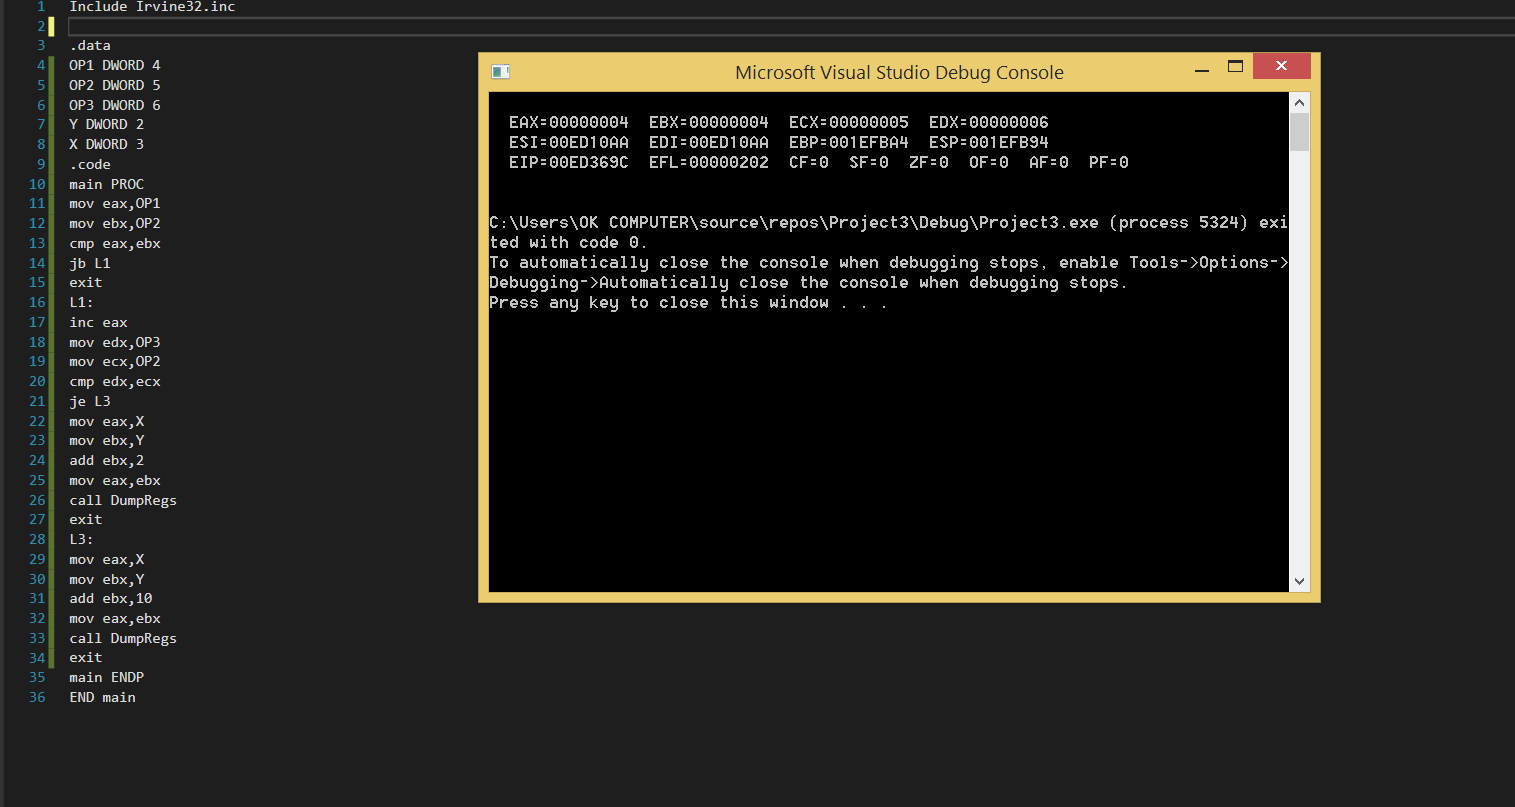 1 Include Irvine32.inc
2
3 .data
4 OP1 DWORD 4
5 OP2 DWORD 5
6 OP3 DWORD 6
7 Y DWORD 2
8 X DWORD 3
9 .code
10 main PROC
11 mov eax,OP1
12 mov ebx,OP2
13 cmp eax,ebx
14 jb L1
15 exit
16 L1:
17 inc eax
18 mov edx,OP3
19 mov ecx,OP2
20 cmp edx,ecx
21 je L3
22 mov eax,X
23 mov ebx,Y
24 add ebx,2
25 mov eax,ebx
26 call DumpRegs
27 exit
28 L3:
29 mov eax,X
30 mov ebx,Y
31 add ebx,10
32 mov eax,ebx
33 call DumpRegs
34 exit
35 main ENDP
36 END main
Microsoft Visual Studio Debug Console
EAX=00000004 EBX=00000004 ECX=00000005 EDX=00000006
ESI=00ED10AA EDI=00ED10AA EBP=001EFBA4 ESP=001EFB94
EIP=00ED369C EFL=00000202 CF=0 SF=0 ZF=0 OF=0 AF=0 PF=0
C:\Users\OK COMPUTER\source\repos\Project3\Debug\Project3.exe (process 5324) exi
ted with code 0.
To automatically close the console when debugging stops, enable Tools->Options->
Debugging->Automatically close the console when debugging stops.
Press any key to close this window . . .